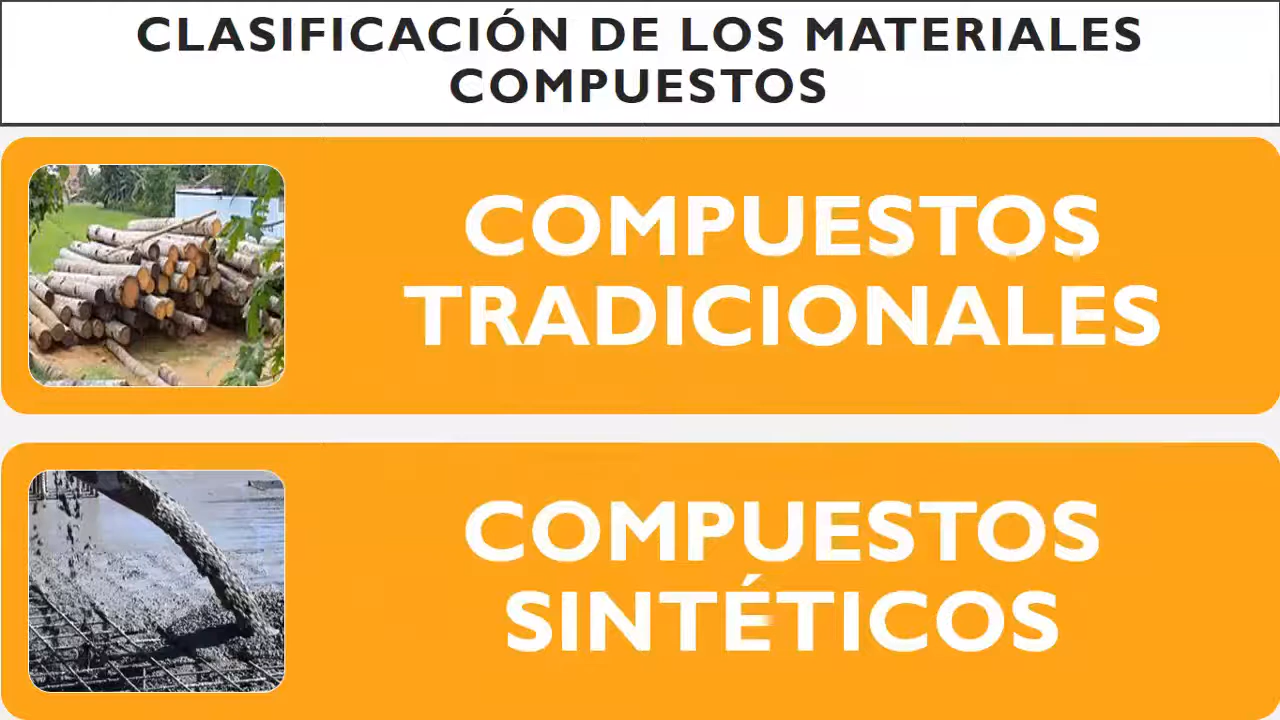 CLASIFICACIÓN DE LOS MATERIALES
COMPUESTOS
COMPUESTOS
TRADICIONALES
COMPUESTOS
SINTÉTICOS